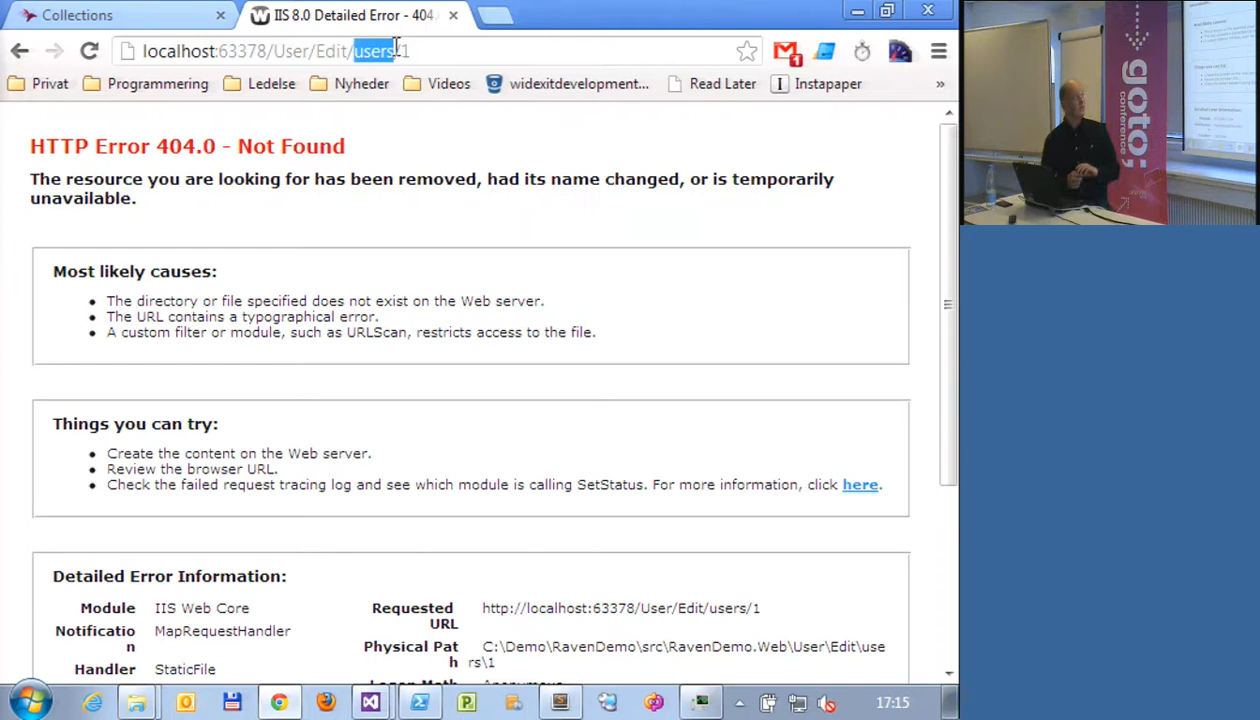 Collections
IIS 8.0 Detailed Error - 404.
localhost:63378/User/Edit/users/1
1
Privat
Programmering
Ledelse
Nyheder
Videos
widexitdevelopment...
Read Later
I
Instapaper
»
HTTP Error 404.0 - Not Found
The resource you are looking for has been removed, had its name changed, or is temporarily
unavailable.
Most likely causes:
The directory or file specified does not exist on the Web server.
The URL contains a typographical error.
A custom filter or module, such as URLScan, restricts access to the file.
Things you can try:
Create the content on the Web server.
Review the browser URL.
Check the failed request tracing log and see which module is calling SetStatus. For more information, click here.
Detailed Error Information:
Module IIS Web Core
Notificatio
n
MapRequestHandler
Handler StaticFile
Requested
URL
http://localhost:63378/User/Edit/users/1
Physical Pat
h
C:\Demo\RavenDemo\src\RavenDemo.Web\User\Edit\use
rs\1
17:15
goto;
conference